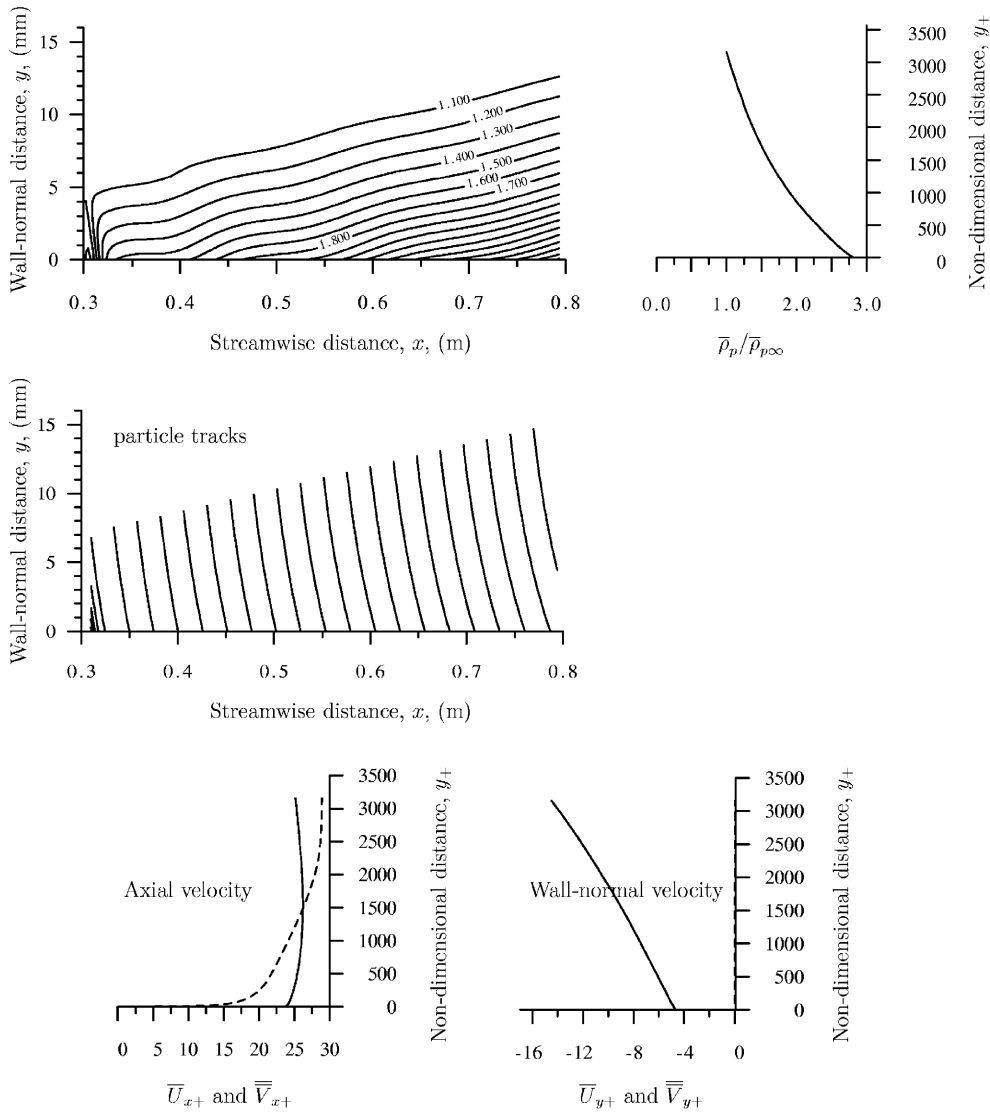 Wall-normal distance, y, (mm)
15
10
5
0
1.100
1.200
1.300
1.400
1.500
1.600
1.700
1.800
0.3 0.4 0.5 0.6 0.7 0.8
Streamwise distance, x, (m)
Non-dimensional distance, y+
3500
3000
2500
2000
1500
1000
500
0
0.0 1.0 2.0 3.0
ρ̅p/ρ̅p∞
Wall-normal distance, y, (mm)
15
10
5
0
particle tracks
0.3 0.4 0.5 0.6 0.7 0.8
Streamwise distance, x, (m)
Axial velocity
Non-dimensional distance, y+
3500
3000
2500
2000
1500
1000
500
0
0 5 10 15 20 25 30
U̅x+ and V̿x+
Wall-normal velocity
Non-dimensional distance, y+
3500
3000
2500
2000
1500
1000
500
0
-16 -12 -8 -4 0
U̅y+ and V̿y+